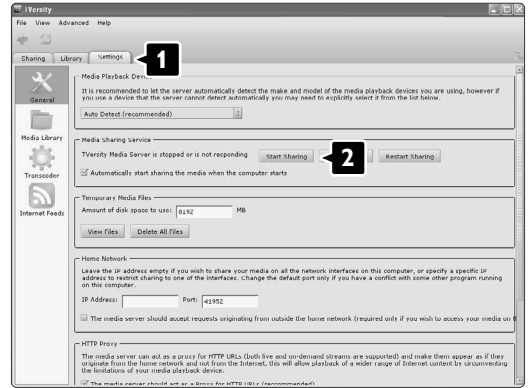 TVersity
File View Advanced Help
Sharing Library Settings
1
General
Media Library
Transcoder
Internet Feeds
Media Playback Device
It is recommended to let the server automatically detect the make and model of the media playback devices you are using, however if
you use a device that the server cannot detect automatically you may need to explicitly select it from the list below.
Auto Detect (recommended)
Media Sharing Service
TVersity Media Server is stopped or is not responding Start Sharing 2 Restart Sharing
Automatically start sharing the media when the computer starts
Temporary Media Files
Amount of disk space to use: 8192 MB
View Files Delete All Files
Home Network
Leave the IP address empty if you wish to share your media on all the network interfaces on this computer, or specify a specific IP
address to restrict sharing to one of the interfaces. Change the default port only if you have a conflict with some other program running
on this computer.
IP Address: Port: 41952
The media server should accept requests originating from outside the home network (required only if you wish to access your media on t
HTTP Proxy
The media server can act as a proxy for HTTP URLs (both live and on-demand streams are supported) and make them appear as if they
originate from the home network and not from the Internet, this will allow playback of a wider range of Internet content by circumventing
the limitations of your media playback device.
The media server should act as a Proxy for HTTP URLs (recommended)